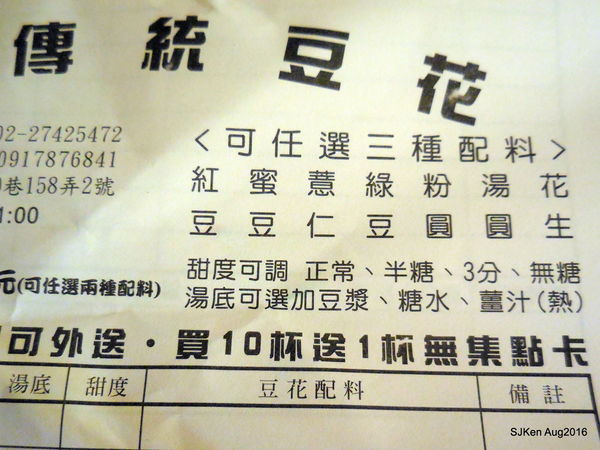 傳統豆花
02-27425472
0917876841
巷158弄2號
1:00
<可任選三種配料>
紅蜜薏綠粉湯花
豆豆仁豆圓圓生
元(可任選兩種配料)
甜度可調 正常、半糖、3分、無糖
湯底可選加豆漿、糖水、薑汁(熱)
可外送・買10杯送1杯無集點卡
湯底 甜度 豆花配料 備註
SJKen Aug2016